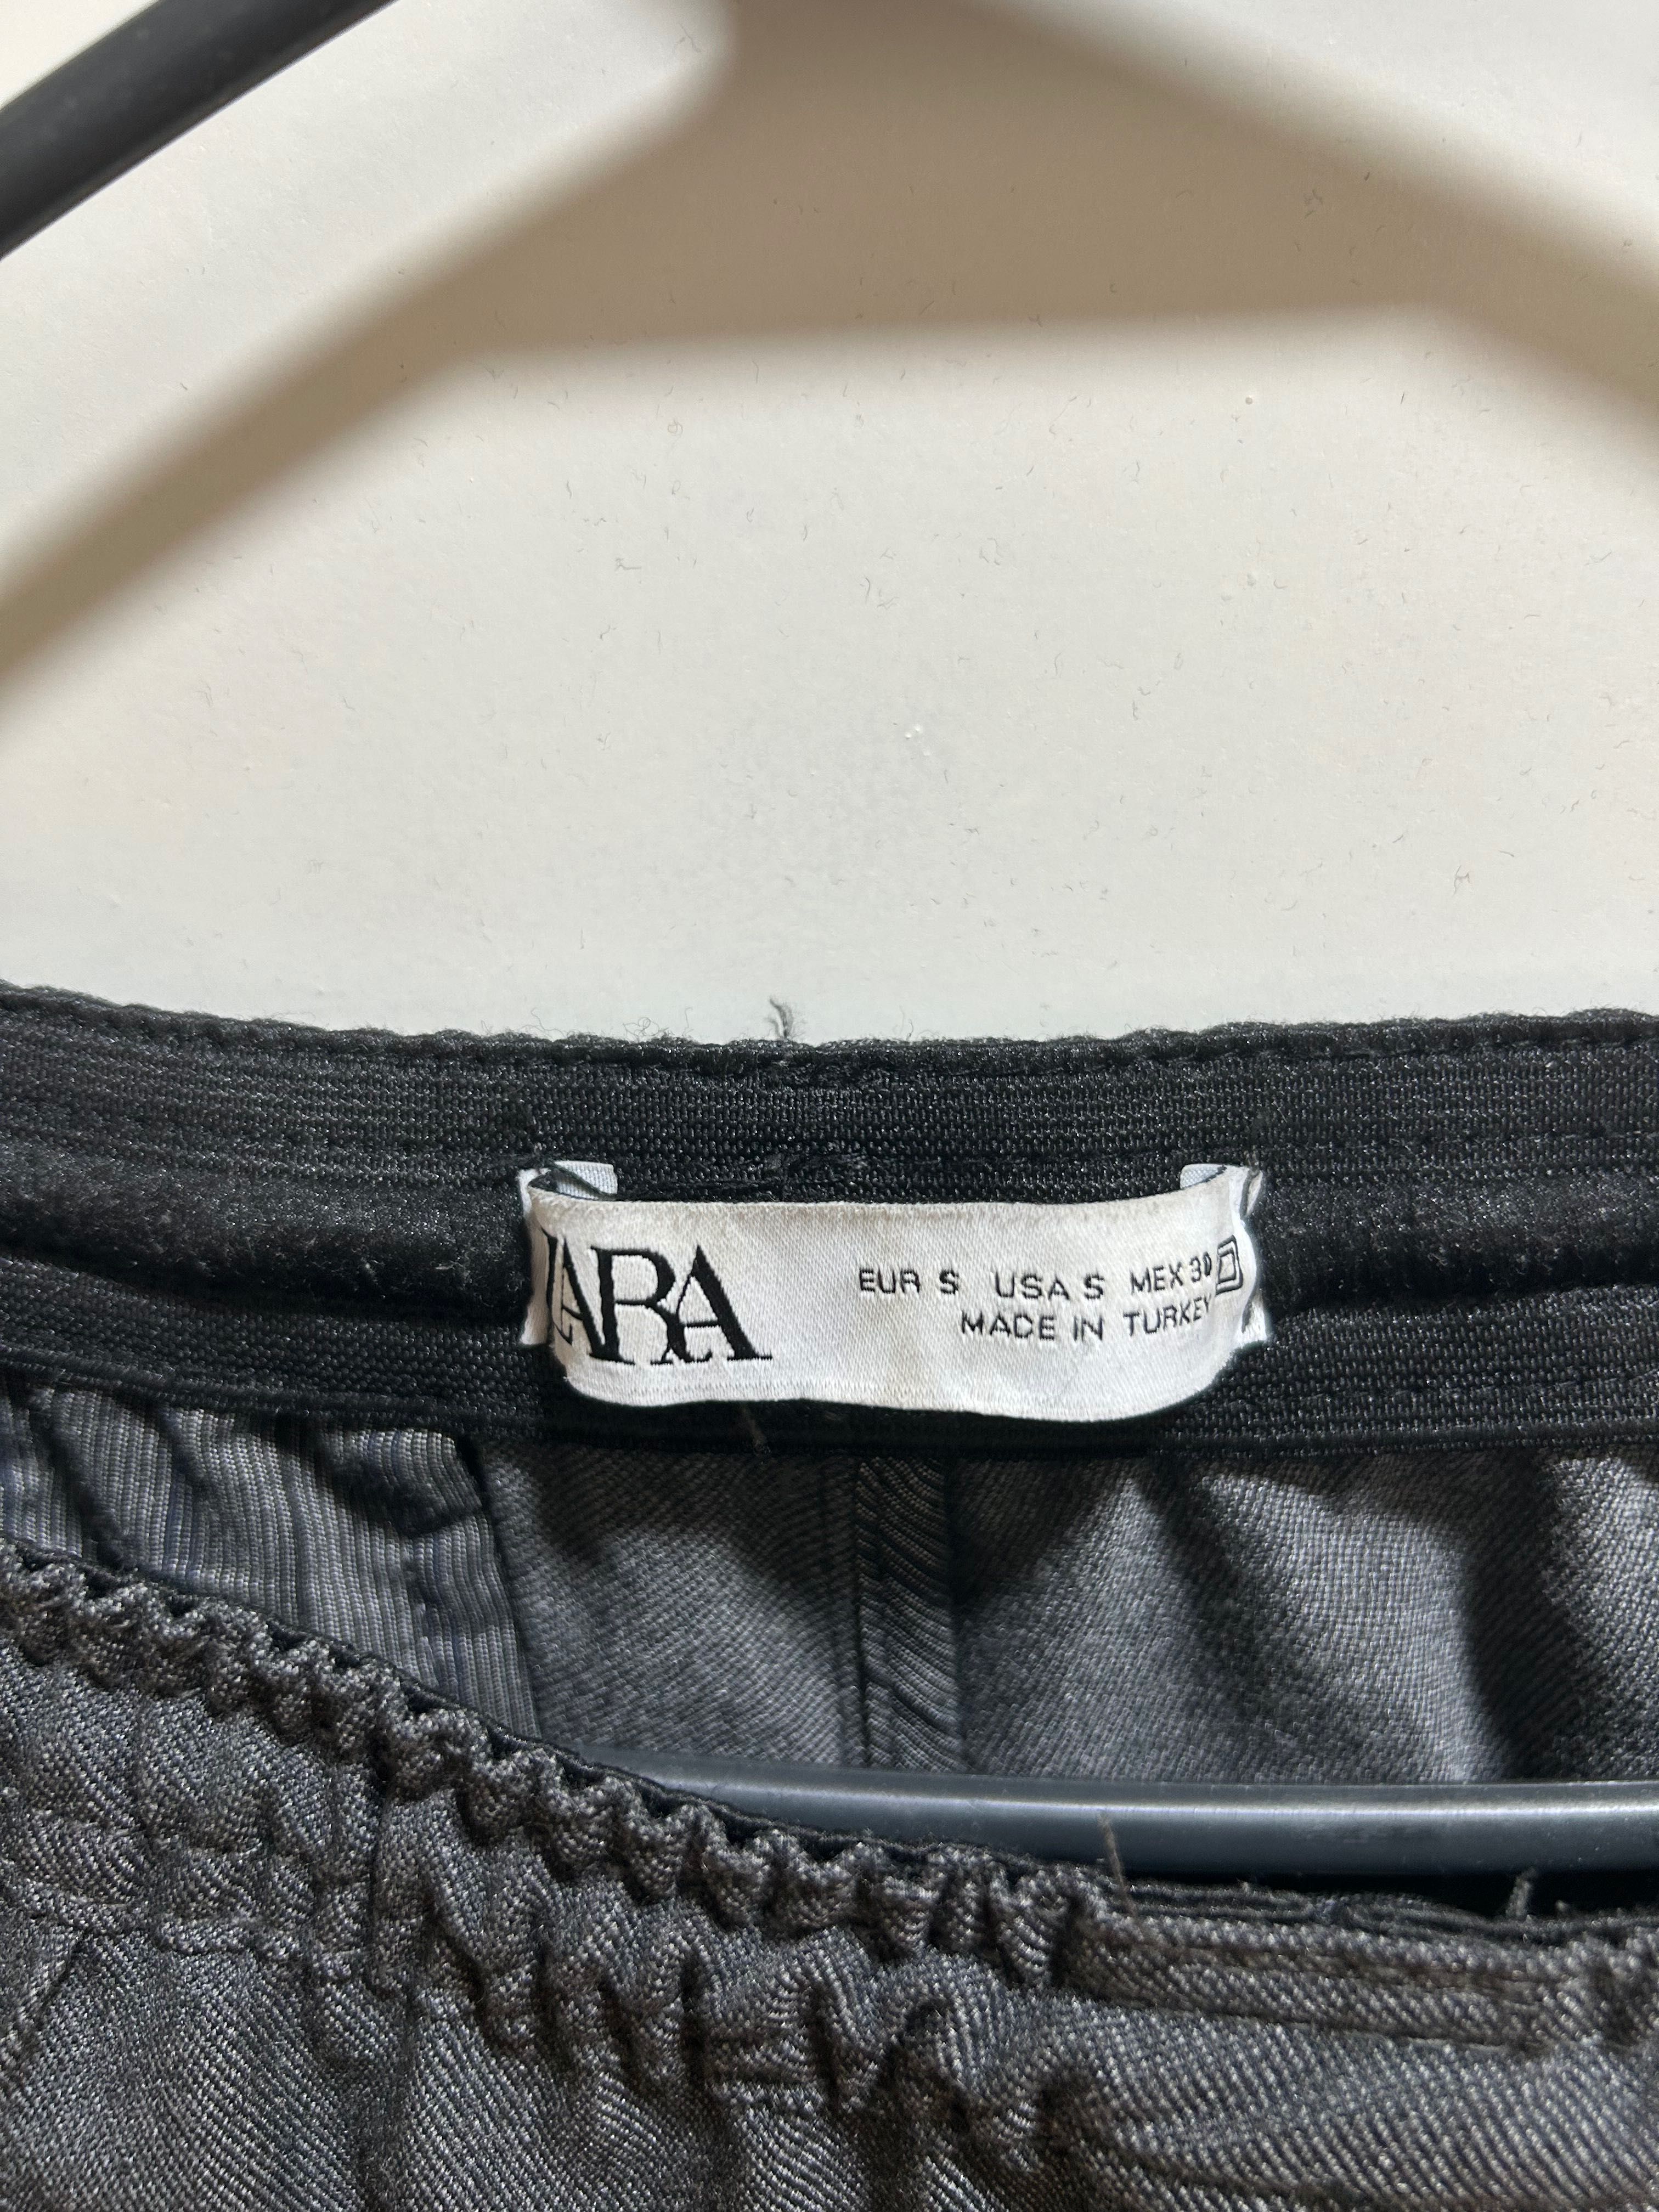 ZARA
EUR S USA S MEX 30
MADE IN TURKEY